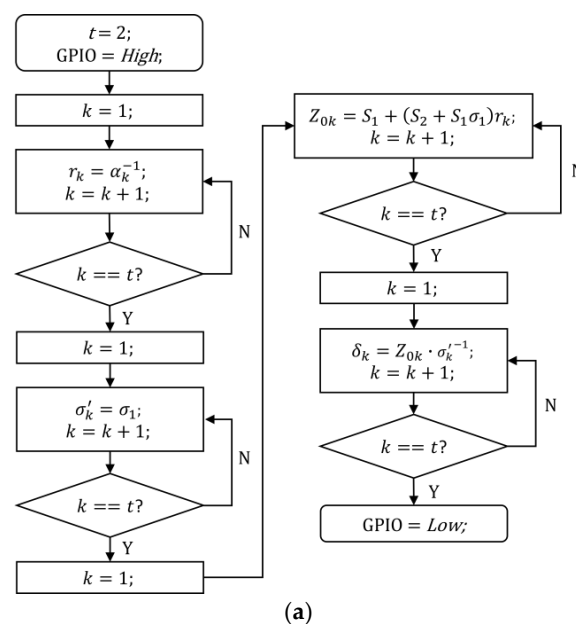 t = 2;
GPIO = High;
k = 1;
r_k = α_k^{-1};
k = k + 1;
N
k == t?
Y
k = 1;
σ′_k = σ_1;
k = k + 1;
N
k == t?
Y
k = 1;
Z_{0k} = S_1 + (S_2 + S_1σ_1)r_k;
k = k + 1;
N
k == t?
Y
k = 1;
δ_k = Z_{0k} · σ′_k^{-1};
k = k + 1;
N
k == t?
Y
GPIO = Low;
(a)